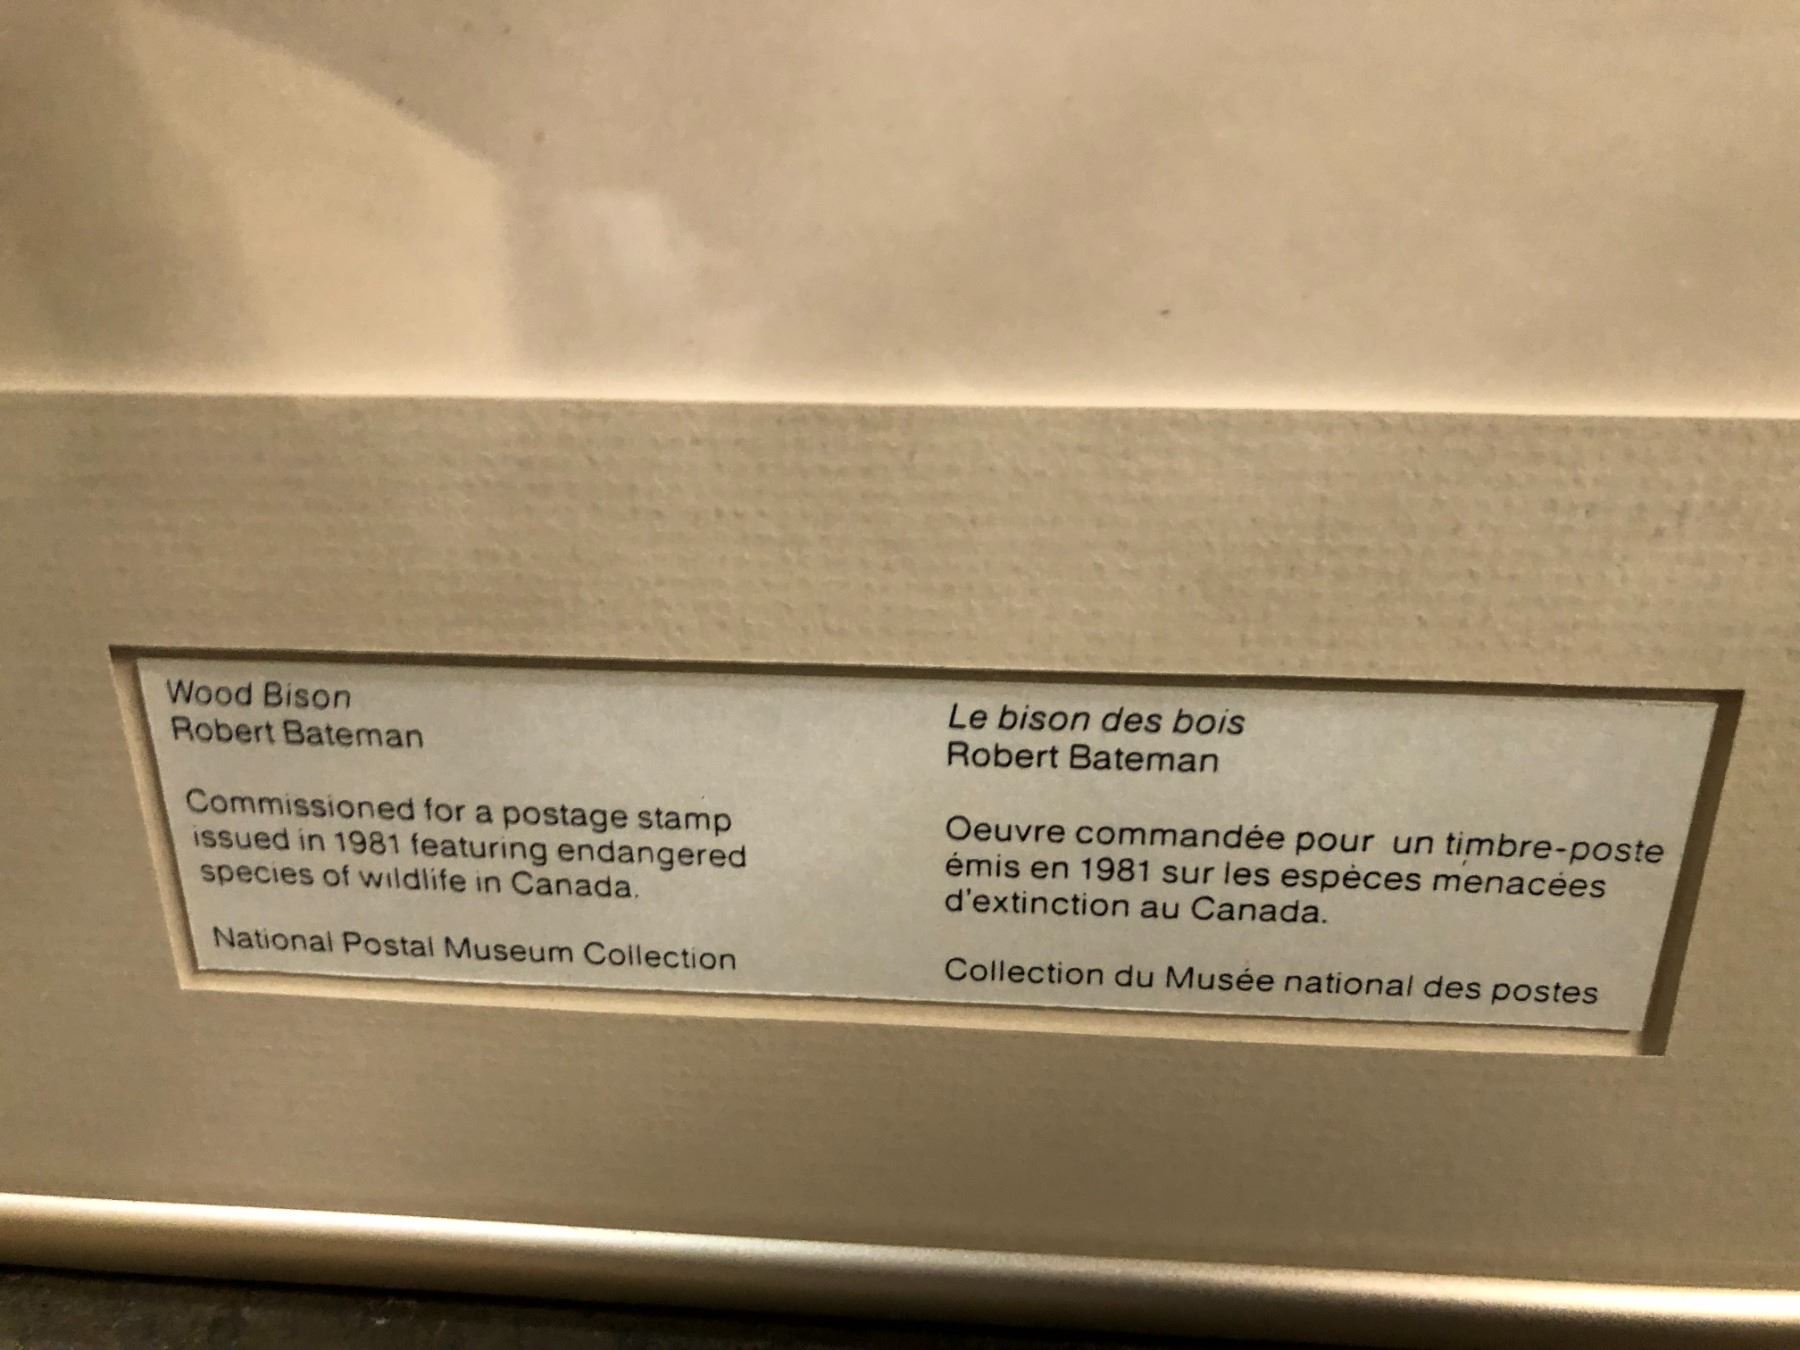 Wood Bison
Robert Bateman
Commissioned for a postage stamp
issued in 1981 featuring endangered
species of wildlife in Canada.
National Postal Museum Collection
Le bison des bois
Robert Bateman
Oeuvre commandée pour un timbre-poste
émis en 1981 sur les espèces menacées
d'extinction au Canada.
Collection du Musée national des postes